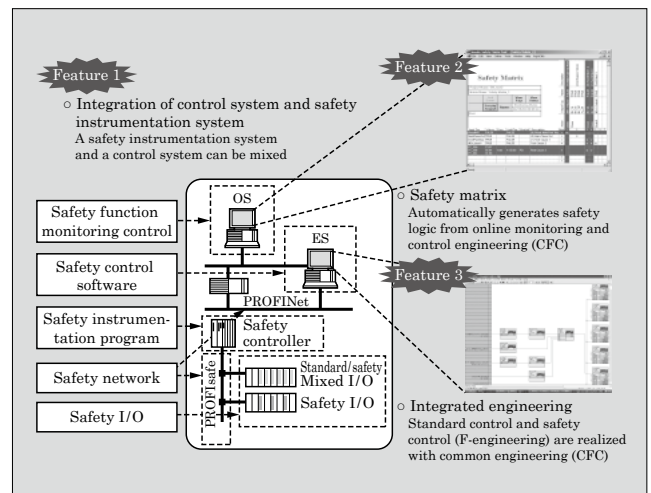 Feature 1
○ Integration of control system and safety
instrumentation system
A safety instrumentation system
and a control system can be mixed
Feature 2
Safety Matrix
○ Safety matrix
Automatically generates safety
logic from online monitoring and
control engineering (CFC)
Feature 3
○ Integrated engineering
Standard control and safety
control (F-engineering) are realized
with common engineering (CFC)
Safety function
monitoring control
Safety control
software
Safety instrumen-
tation program
Safety network
Safety I/O
OS
ES
PROFINet
Safety
controller
PROFIsafe
Standard/safety
Mixed I/O
Safety I/O